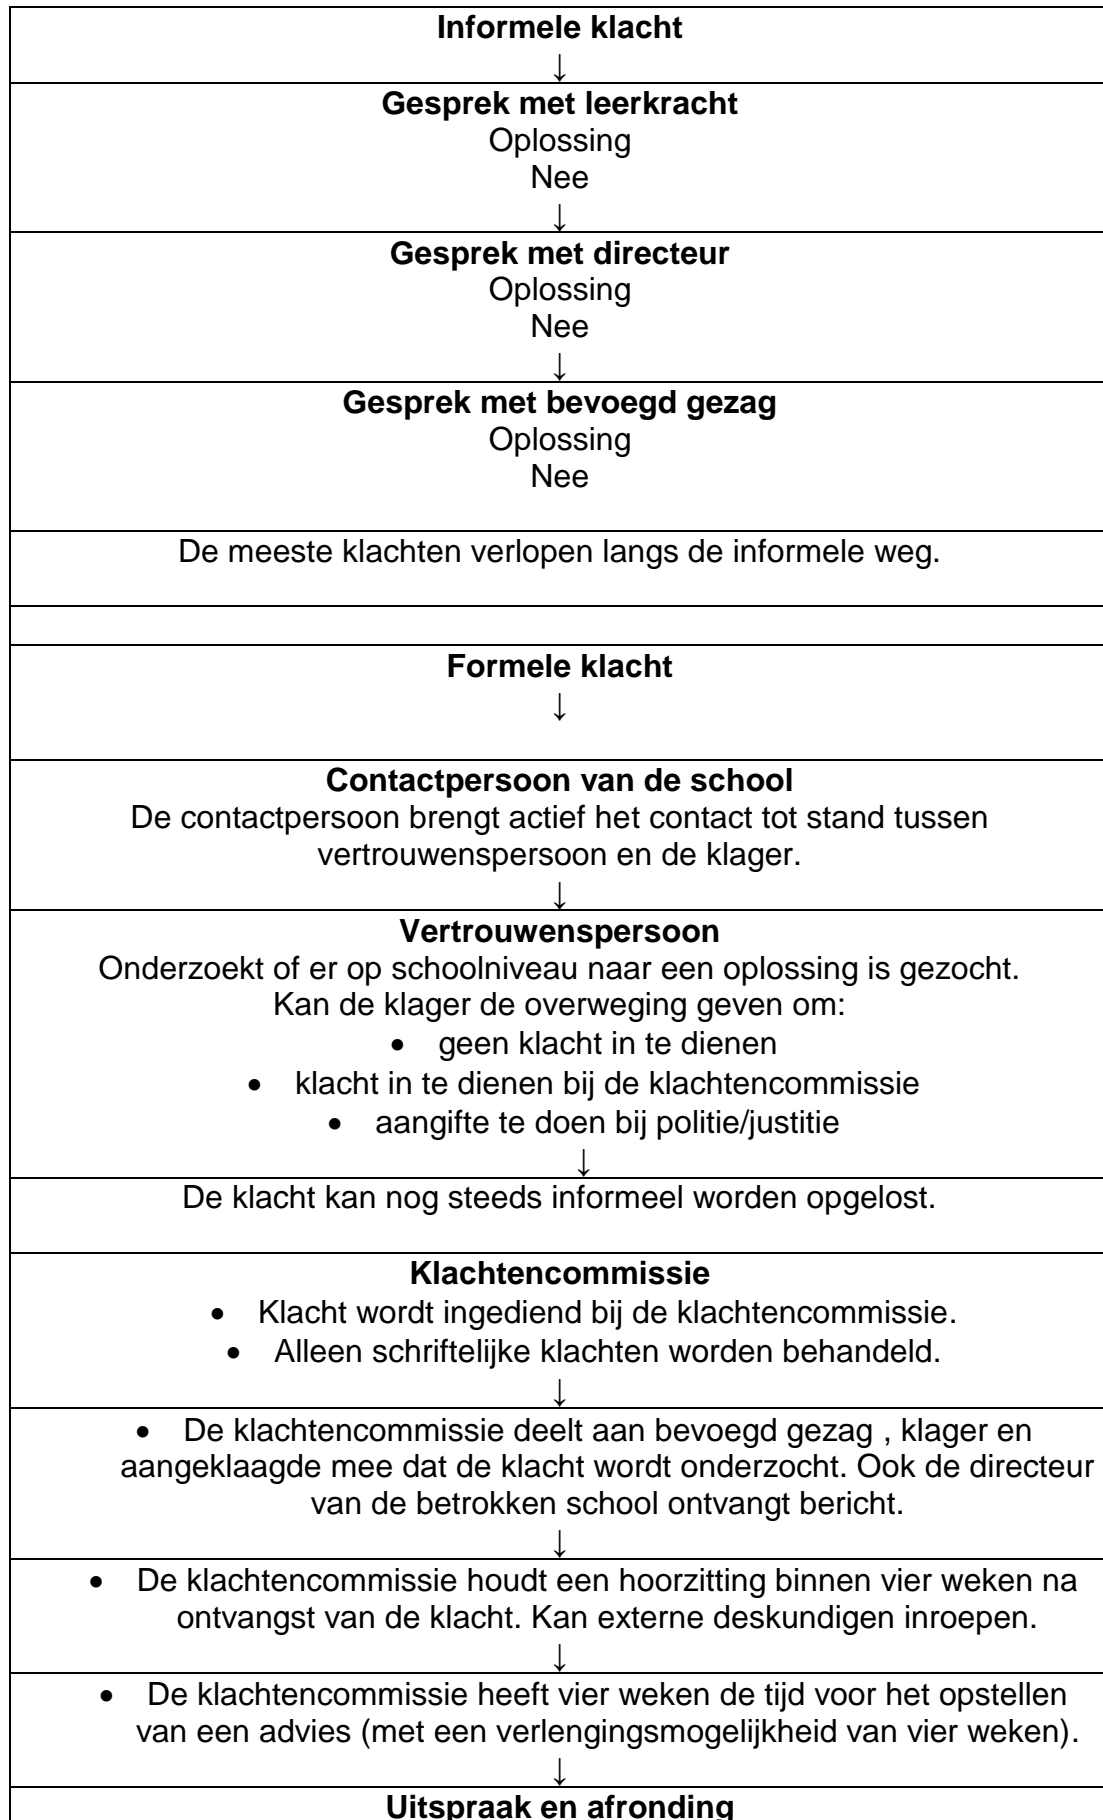 Informele klacht
↓
Gesprek met leerkracht
Oplossing
Nee
↓
Gesprek met directeur
Oplossing
Nee
↓
Gesprek met bevoegd gezag
Oplossing
Nee
De meeste klachten verlopen langs de informele weg.
Formele klacht
↓
Contactpersoon van de school
De contactpersoon brengt actief het contact tot stand tussen
vertrouwenspersoon en de klager.
↓
Vertrouwenspersoon
Onderzoekt of er op schoolniveau naar een oplossing is gezocht.
Kan de klager de overweging geven om:
• geen klacht in te dienen
• klacht in te dienen bij de klachtencommissie
• aangifte te doen bij politie/justitie
↓
De klacht kan nog steeds informeel worden opgelost.
Klachtencommissie
• Klacht wordt ingediend bij de klachtencommissie.
• Alleen schriftelijke klachten worden behandeld.
↓
• De klachtencommissie deelt aan bevoegd gezag , klager en
aangeklaagde mee dat de klacht wordt onderzocht. Ook de directeur
van de betrokken school ontvangt bericht.
↓
• De klachtencommissie houdt een hoorzitting binnen vier weken na
ontvangst van de klacht. Kan externe deskundigen inroepen.
↓
• De klachtencommissie heeft vier weken de tijd voor het opstellen
van een advies (met een verlengingsmogelijkheid van vier weken).
↓
Uitspraak en afronding